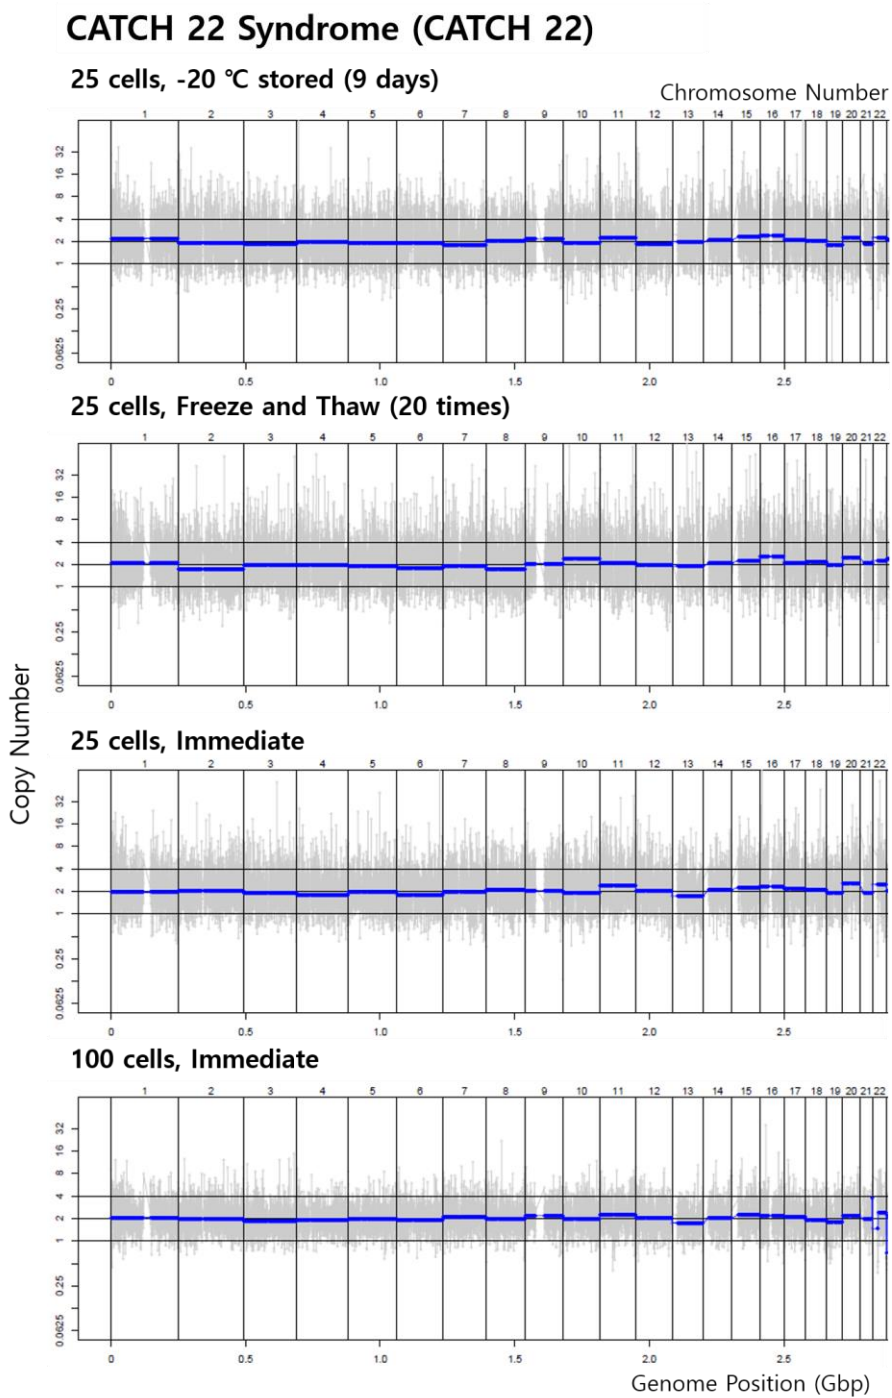 CATCH 22 Syndrome (CATCH 22)
25 cells, -20 ℃ stored (9 days)
Chromosome Number
1 2 3 4 5 6 7 8 9 10 11 12 13 14 15 16 17 18 19 20 21 22
32
16
8
4
2
1
0.25
0.0625
0 0.5 1.0 1.5 2.0 2.5
25 cells, Freeze and Thaw (20 times)
1 2 3 4 5 6 7 8 9 10 11 12 13 14 15 16 17 18 19 20 21 22
32
16
8
4
2
1
0.25
0.0625
0 0.5 1.0 1.5 2.0 2.5
Copy Number
25 cells, Immediate
1 2 3 4 5 6 7 8 9 10 11 12 13 14 15 16 17 18 19 20 21 22
32
16
8
4
2
1
0.25
0.0625
0 0.5 1.0 1.5 2.0 2.5
100 cells, Immediate
1 2 3 4 5 6 7 8 9 10 11 12 13 14 15 16 17 18 19 20 21 22
32
16
8
4
2
1
0.25
0.0625
0 0.5 1.0 1.5 2.0 2.5
Genome Position (Gbp)